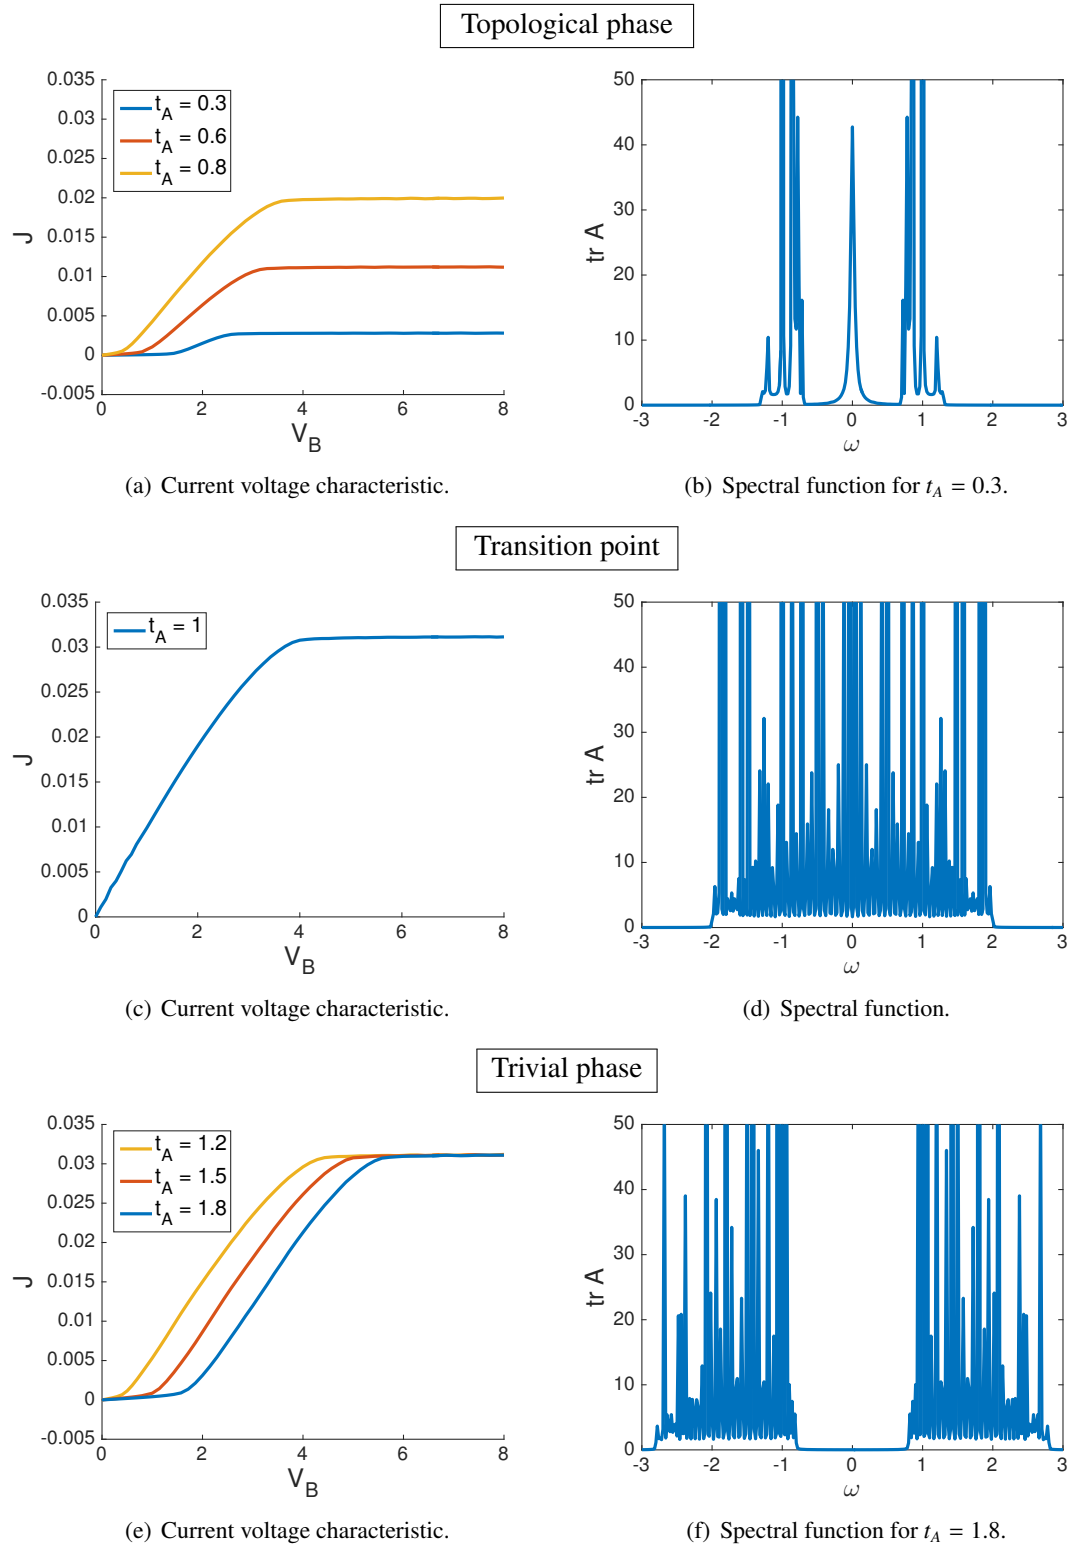 Topological phase
0.035
0.03
0.025
0.02
0.015
0.01
0.005
0
-0.005
J
t_A = 0.3
t_A = 0.6
t_A = 0.8
0 2 4 6 8
V_B
50
40
30
20
10
0
tr A
-3 -2 -1 0 1 2 3
ω
(a) Current voltage characteristic.
(b) Spectral function for t_A = 0.3.
Transition point
0.035
0.03
0.025
0.02
0.015
0.01
0.005
0
J
t_A = 1
0 2 4 6 8
V_B
50
40
30
20
10
0
tr A
-3 -2 -1 0 1 2 3
ω
(c) Current voltage characteristic.
(d) Spectral function.
Trivial phase
0.035
0.03
0.025
0.02
0.015
0.01
0.005
0
-0.005
J
t_A = 1.2
t_A = 1.5
t_A = 1.8
0 2 4 6 8
V_B
50
40
30
20
10
0
tr A
-3 -2 -1 0 1 2 3
ω
(e) Current voltage characteristic.
(f) Spectral function for t_A = 1.8.